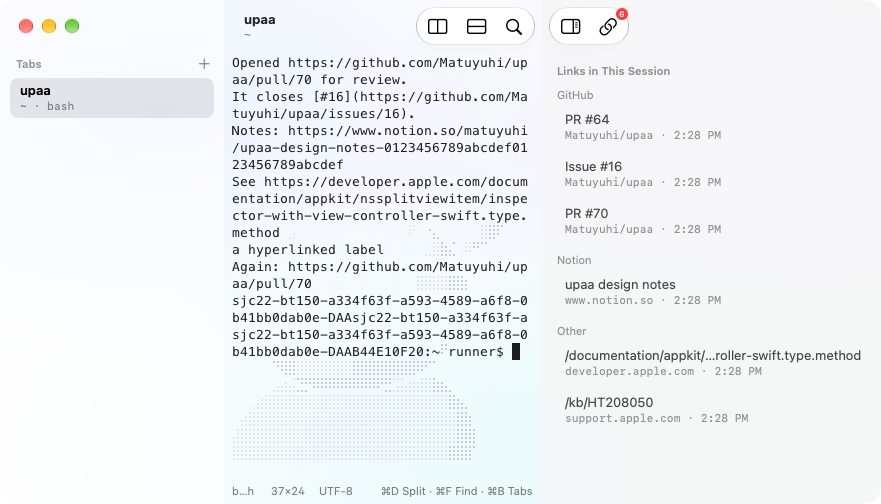 upaa
~
6
Tabs
upaa
~ · bash
Opened https://github.com/Matuyuhi/up
aa/pull/70 for review.
It closes [#16](https://github.com/Ma
tuyuhi/upaa/issues/16).
Notes: https://www.notion.so/matuyuhi
/upaa-design-notes-0123456789abcdef01
23456789abcdef
See https://developer.apple.com/docum
entation/appkit/nssplitviewitem/inspe
ctor-with-view-controller-swift.type.
method
a hyperlinked label
Again: https://github.com/Matuyuhi/up
aa/pull/70
sjc22-bt150-a334f63f-a593-4589-a6f8-0
b41bb0dab0e-DAAsjc22-bt150-a334f63f-a
sjc22-bt150-a334f63f-a593-4589-a6f8-0
b41bb0dab0e-DAAB44E10F20:~ runner$
b...h 37×24 UTF-8 ⌘D Split · ⌘F Find · ⌘B Tabs
Links in This Session
GitHub
PR #64
Matuyuhi/upaa · 2:28 PM
Issue #16
Matuyuhi/upaa · 2:28 PM
PR #70
Matuyuhi/upaa · 2:28 PM
Notion
upaa design notes
www.notion.so · 2:28 PM
Other
/documentation/appkit/...roller-swift.type.method
developer.apple.com · 2:28 PM
/kb/HT208050
support.apple.com · 2:28 PM